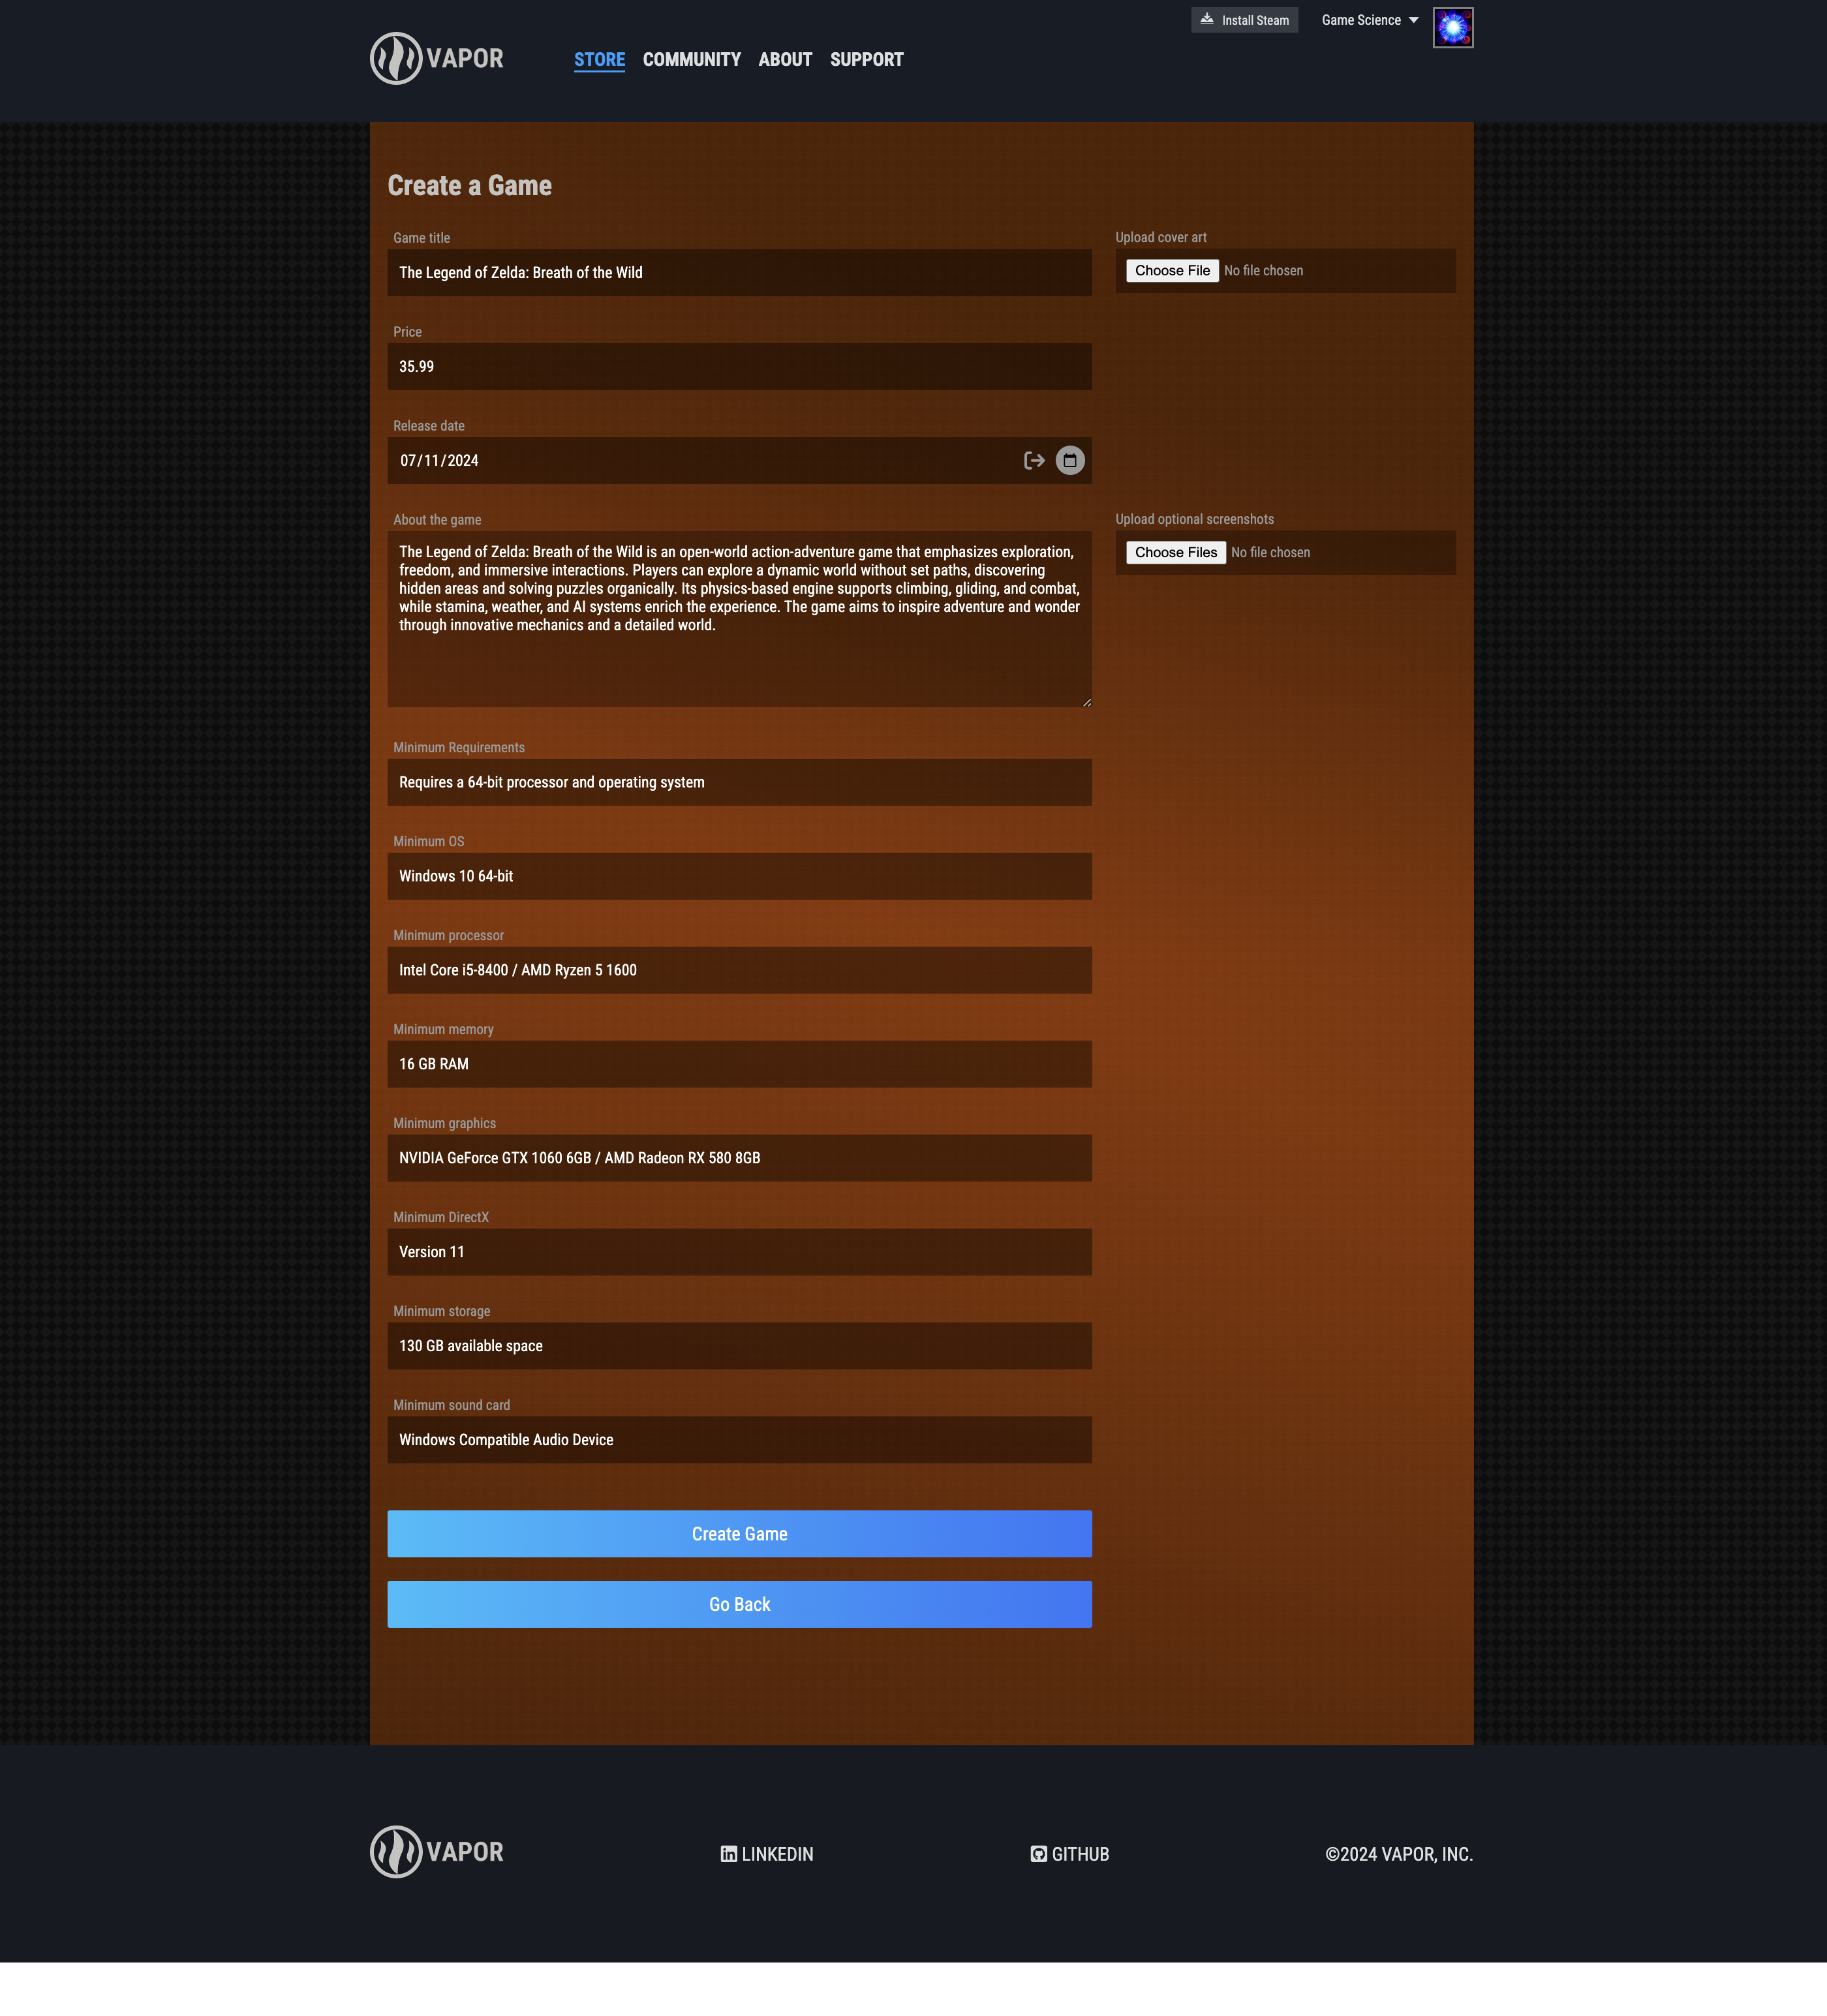 Install Steam
Game Science
VAPOR
STORE
COMMUNITY
ABOUT
SUPPORT
Create a Game
Game title
The Legend of Zelda: Breath of the Wild
Upload cover art
Choose File No file chosen
Price
35.99
Release date
07/11/2024
About the game
The Legend of Zelda: Breath of the Wild is an open-world action-adventure game that emphasizes exploration,
freedom, and immersive interactions. Players can explore a dynamic world without set paths, discovering
hidden areas and solving puzzles organically. Its physics-based engine supports climbing, gliding, and combat,
while stamina, weather, and AI systems enrich the experience. The game aims to inspire adventure and wonder
through innovative mechanics and a detailed world.
Upload optional screenshots
Choose Files No file chosen
Minimum Requirements
Requires a 64-bit processor and operating system
Minimum OS
Windows 10 64-bit
Minimum processor
Intel Core i5-8400 / AMD Ryzen 5 1600
Minimum memory
16 GB RAM
Minimum graphics
NVIDIA GeForce GTX 1060 6GB / AMD Radeon RX 580 8GB
Minimum DirectX
Version 11
Minimum storage
130 GB available space
Minimum sound card
Windows Compatible Audio Device
Create Game
Go Back
VAPOR
LINKEDIN
GITHUB
©2024 VAPOR, INC.